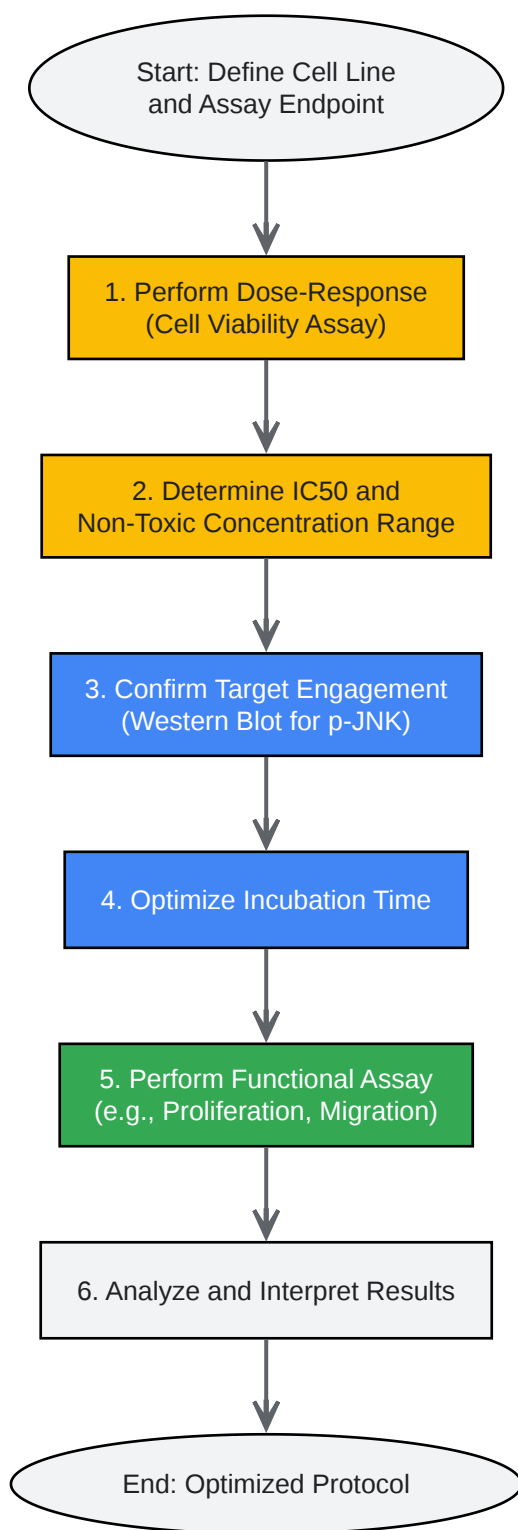 Start: Define Cell Line
and Assay Endpoint
1. Perform Dose-Response
(Cell Viability Assay)
2. Determine IC50 and
Non-Toxic Concentration Range
3. Confirm Target Engagement
(Western Blot for p-JNK)
4. Optimize Incubation Time
5. Perform Functional Assay
(e.g., Proliferation, Migration)
6. Analyze and Interpret Results
End: Optimized Protocol